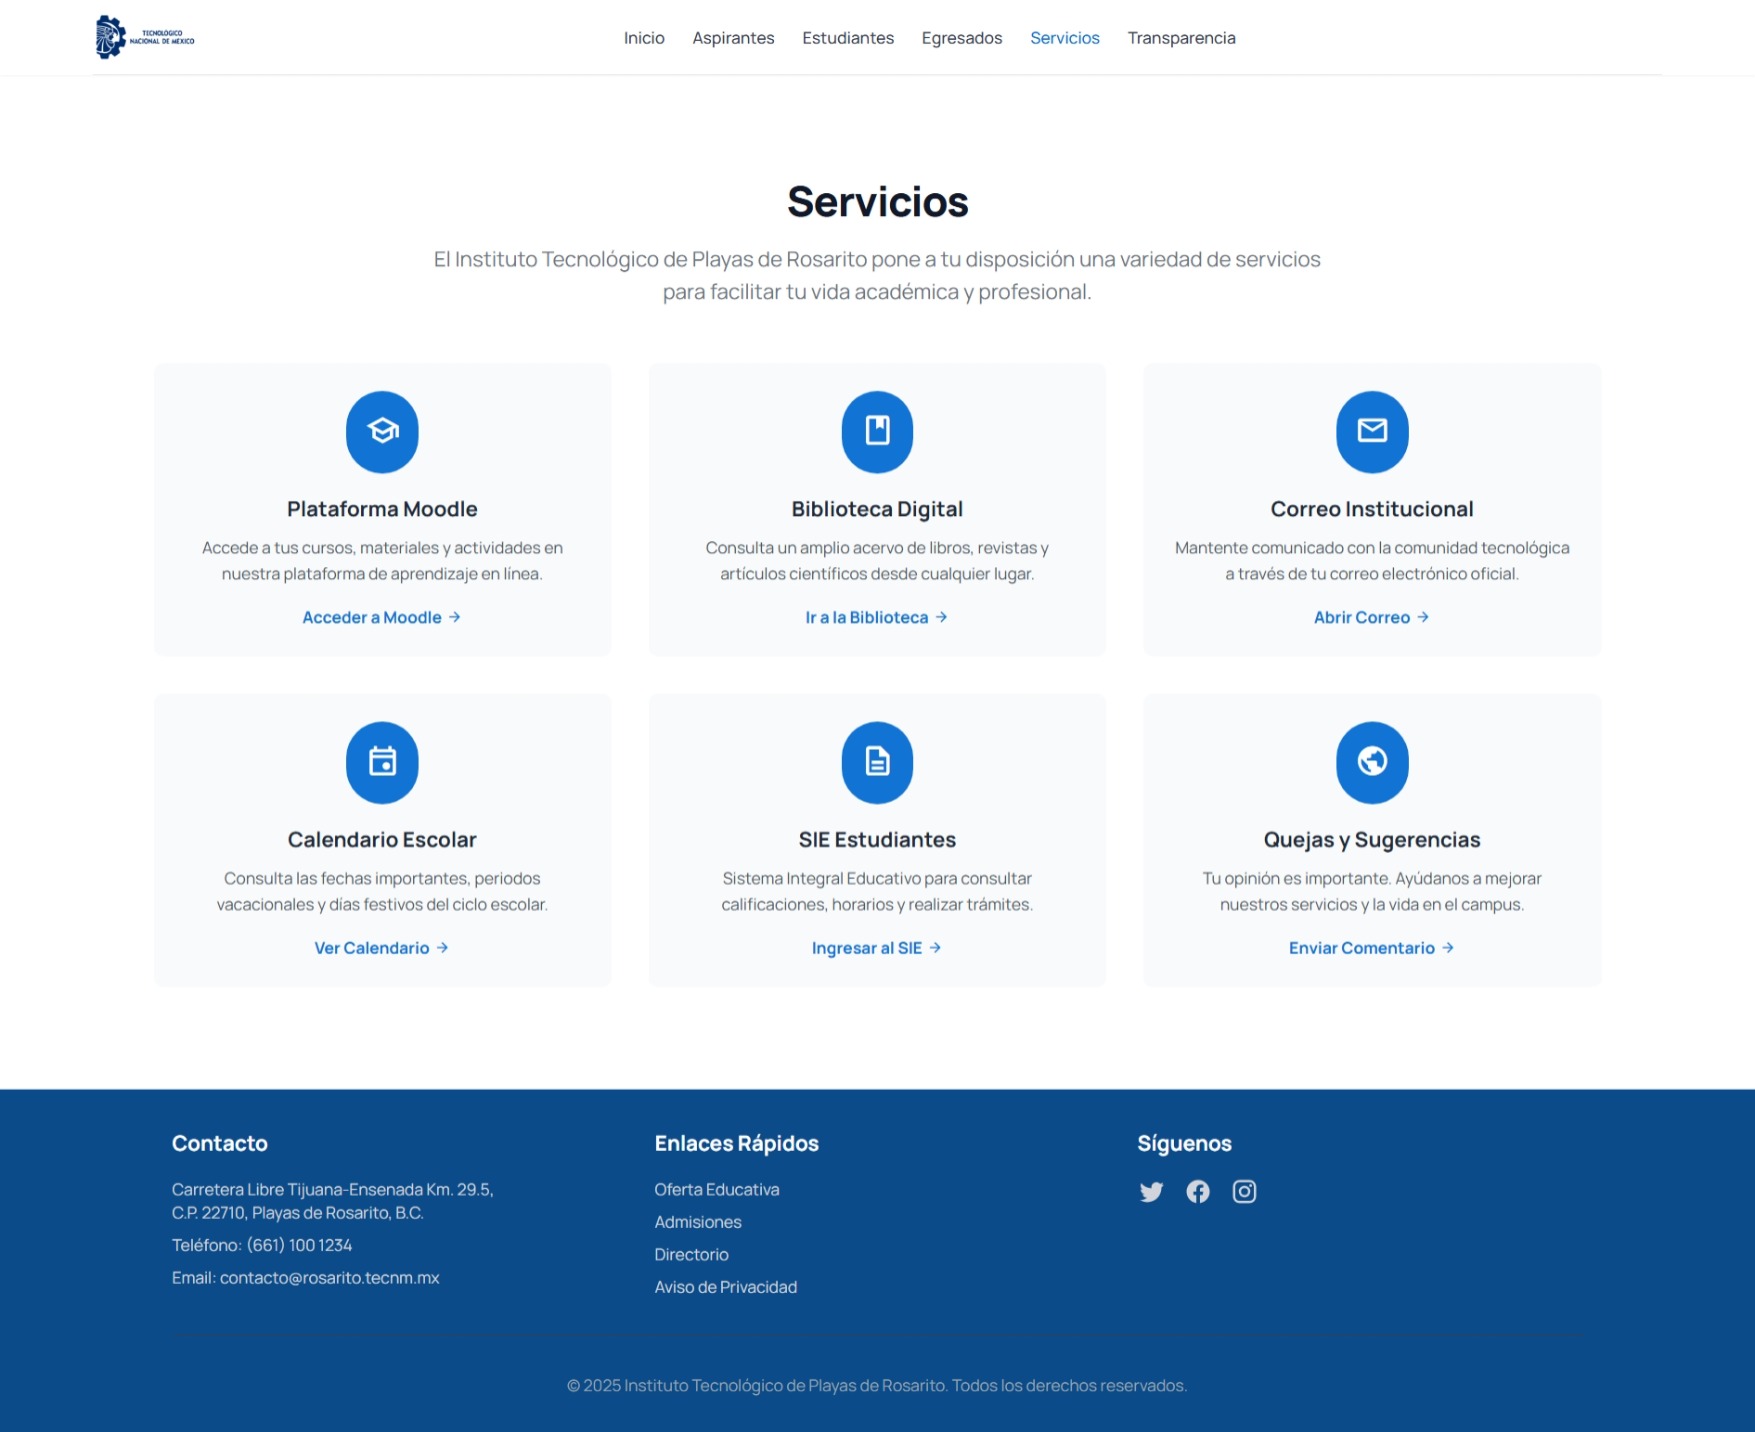 TECNOLÓGICO
NACIONAL DE MÉXICO
Inicio
Aspirantes
Estudiantes
Egresados
Servicios
Transparencia
Servicios
El Instituto Tecnológico de Playas de Rosarito pone a tu disposición una variedad de servicios
para facilitar tu vida académica y profesional.
Plataforma Moodle
Accede a tus cursos, materiales y actividades en
nuestra plataforma de aprendizaje en línea.
Acceder a Moodle →
Biblioteca Digital
Consulta un amplio acervo de libros, revistas y
artículos científicos desde cualquier lugar.
Ir a la Biblioteca →
Correo Institucional
Mantente comunicado con la comunidad tecnológica
a través de tu correo electrónico oficial.
Abrir Correo →
Calendario Escolar
Consulta las fechas importantes, periodos
vacacionales y días festivos del ciclo escolar.
Ver Calendario →
SIE Estudiantes
Sistema Integral Educativo para consultar
calificaciones, horarios y realizar trámites.
Ingresar al SIE →
Quejas y Sugerencias
Tu opinión es importante. Ayúdanos a mejorar
nuestros servicios y la vida en el campus.
Enviar Comentario →
Contacto
Carretera Libre Tijuana-Ensenada Km. 29.5,
C.P. 22710, Playas de Rosarito, B.C.
Teléfono: (661) 100 1234
Email: contacto@rosarito.tecnm.mx
Enlaces Rápidos
Oferta Educativa
Admisiones
Directorio
Aviso de Privacidad
Síguenos
© 2025 Instituto Tecnológico de Playas de Rosarito. Todos los derechos reservados.